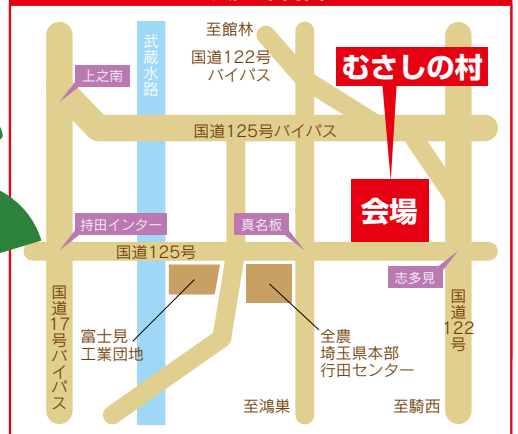 至館林
国道122号
バイパス
武蔵水路
上之南
むさしの村
国道125号バイパス
会場
持田インター
真名板
国道125号
志多見
国道17号バイパス
富士見
工業団地
全農
埼玉県本部
行田センター
国道122号
至鴻巣
至騎西